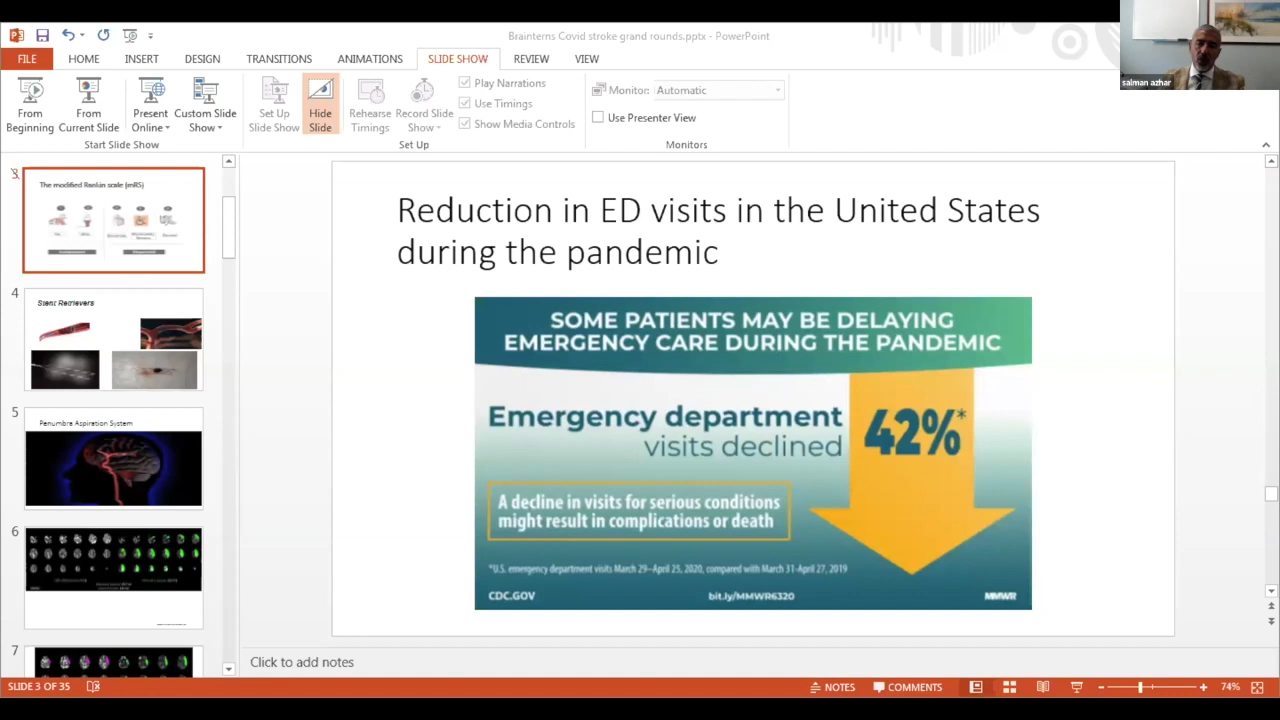 Brainterns Covid stroke grand rounds.pptx - PowerPoint
FILE HOME INSERT DESIGN TRANSITIONS ANIMATIONS SLIDE SHOW REVIEW VIEW
From Beginning
From Current Slide
Present Online
Custom Slide Show
Set Up Slide Show
Hide Slide
Rehearse Timings
Record Slide Show
Play Narrations
Use Timings
Show Media Controls
Monitor: Automatic
Use Presenter View
Start Slide Show
Set Up
Monitors
salman azhar
3
The modified Rankin scale (mRS)
4
Stent Retrievers
5
Penumbra Aspiration System
6
7
Reduction in ED visits in the United States
during the pandemic
SOME PATIENTS MAY BE DELAYING
EMERGENCY CARE DURING THE PANDEMIC
Emergency department
visits declined
42%*
A decline in visits for serious conditions
might result in complications or death
*U.S. emergency department visits March 29–April 25, 2020, compared with March 31-April 27, 2019
CDC.GOV bit.ly/MMWR6320 MMWR
Click to add notes
SLIDE 3 OF 35 NOTES COMMENTS 74%